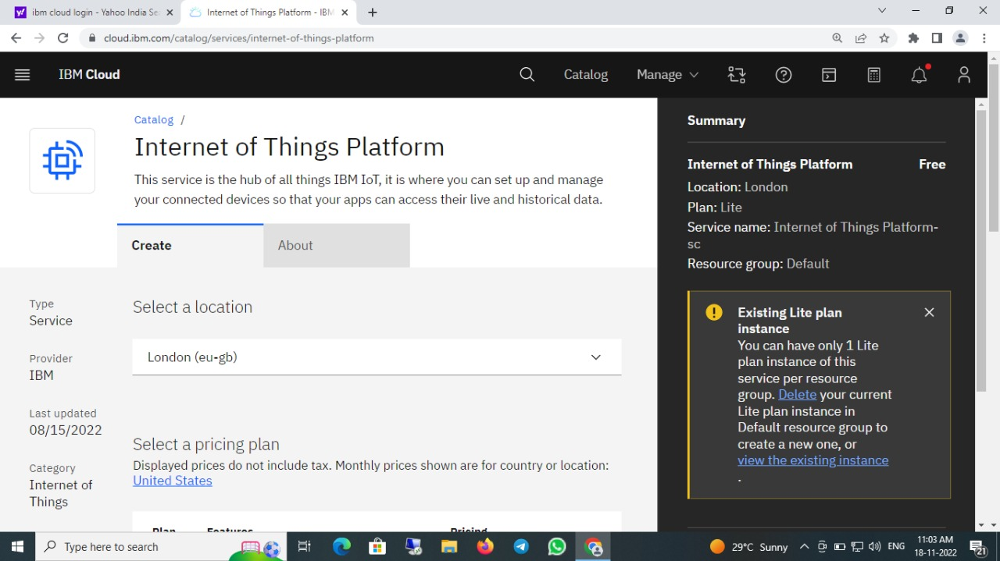 ibm cloud login - Yahoo India Se
Internet of Things Platform - IBM
cloud.ibm.com/catalog/services/internet-of-things-platform
IBM Cloud
Catalog
Manage
Catalog /
Internet of Things Platform
This service is the hub of all things IBM IoT, it is where you can set up and manage
your connected devices so that your apps can access their live and historical data.
Create
About
Type
Service
Provider
IBM
Last updated
08/15/2022
Category
Internet of
Things
Select a location
London (eu-gb)
Select a pricing plan
Displayed prices do not include tax. Monthly prices shown are for country or location:
United States
Plan Features Pricing
Summary
Internet of Things Platform Free
Location: London
Plan: Lite
Service name: Internet of Things Platform-
sc
Resource group: Default
Existing Lite plan
instance
You can have only 1 Lite
plan instance of this
service per resource
group. Delete your current
Lite plan instance in
Default resource group to
create a new one, or
view the existing instance
.
Type here to search
29°C Sunny
ENG
11:03 AM
18-11-2022
21